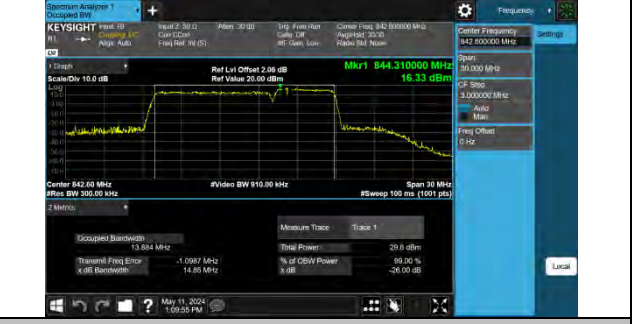 Spectrum Analyzer 1
Occupied BW
+
Frequency
KEYSIGHT
Input: RF
Coupling: DC
Align: Auto
Input Z: 50 Ω
Corr CCorr
Freq Ref: Int (S)
Atten: 30 dB
Trig: Free Run
Gate: Off
#IF Gain: Low
Center Freq: 842.600000 MHz
Avg|Hold: 30/30
Radio Std: None
1 Graph
Scale/Div 10.0 dB
Ref Lvl Offset 2.06 dB
Ref Value 20.00 dBm
Mkr1 844.310000 MHz
16.33 dBm
Log
Center 842.60 MHz
#Res BW 300.00 kHz
#Video BW 910.00 kHz
Span 30 MHz
#Sweep 100 ms (1001 pts)
2 Metrics
Measure Trace
Trace 1
Occupied Bandwidth
13.884 MHz
Total Power
29.8 dBm
Transmit Freq Error
-1.0987 MHz
% of OBW Power
99.00 %
x dB Bandwidth
14.86 MHz
x dB
-26.00 dB
Center Frequency
842.600000 MHz
Settings
Span
30.000 MHz
CF Step
3.000000 MHz
Auto
Man
Freq Offset
0 Hz
Local
?
May 11, 2024
1:09:55 PM